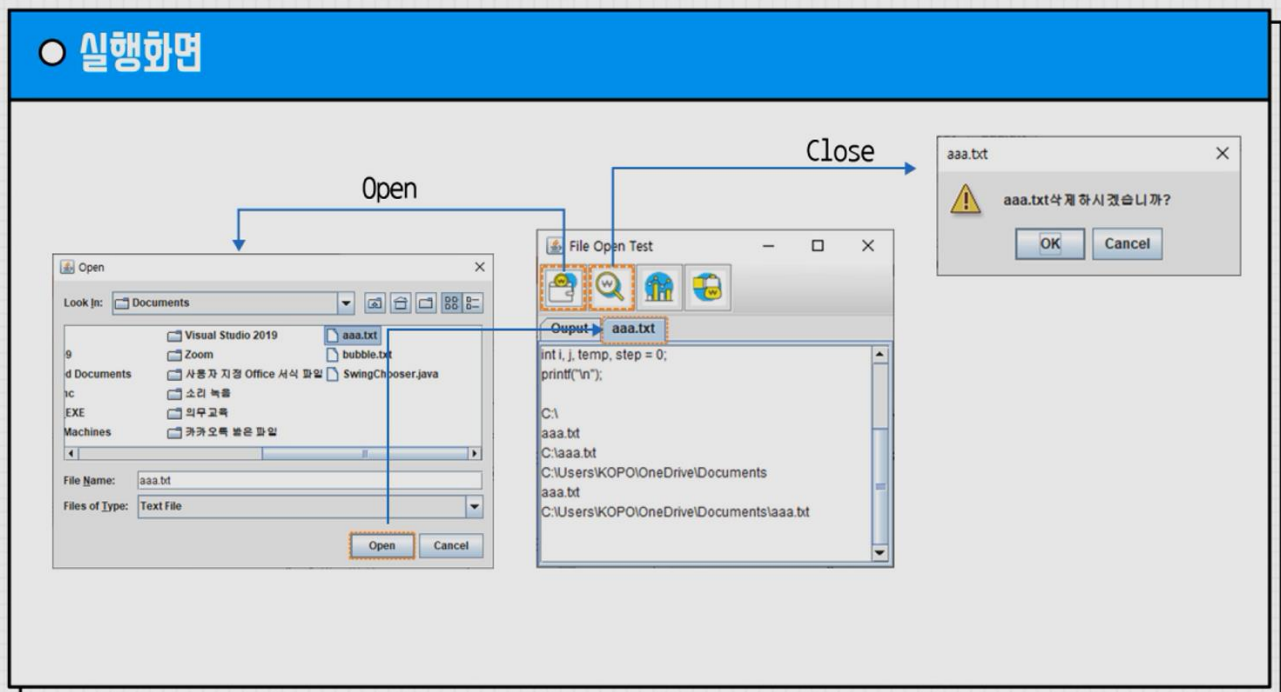 실행화면
Open
Close
Open
Look In: Documents
Visual Studio 2019
aaa.txt
9
Zoom
bubble.txt
d Documents
사용자 지정 Office 서식 파일
SwingChooser.java
nc
소리 녹음
EXE
의무교육
Machines
카카오톡 받은 파일
File Name: aaa.txt
Files of Type: Text File
Open
Cancel
File Open Test
Ouput
aaa.txt
int i, j, temp, step = 0;
printf("\n");
C:\
aaa.txt
C:\aaa.txt
C:\Users\KOPO\OneDrive\Documents
aaa.txt
C:\Users\KOPO\OneDrive\Documents\aaa.txt
aaa.txt
aaa.txt삭제하시겠습니까?
OK
Cancel